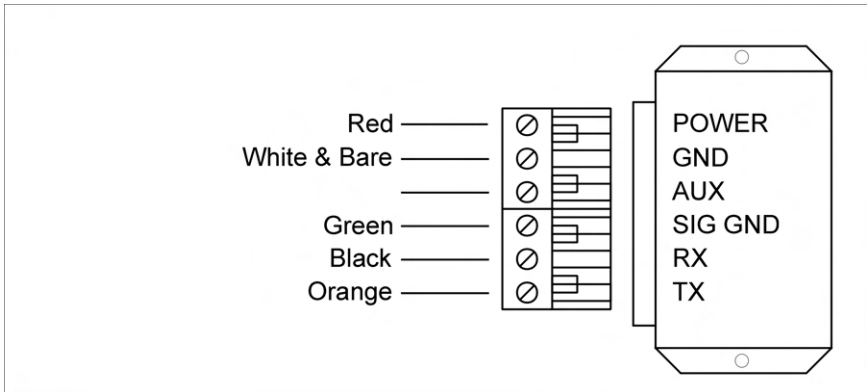 Red
White & Bare
Green
Black
Orange
POWER
GND
AUX
SIG GND
RX
TX